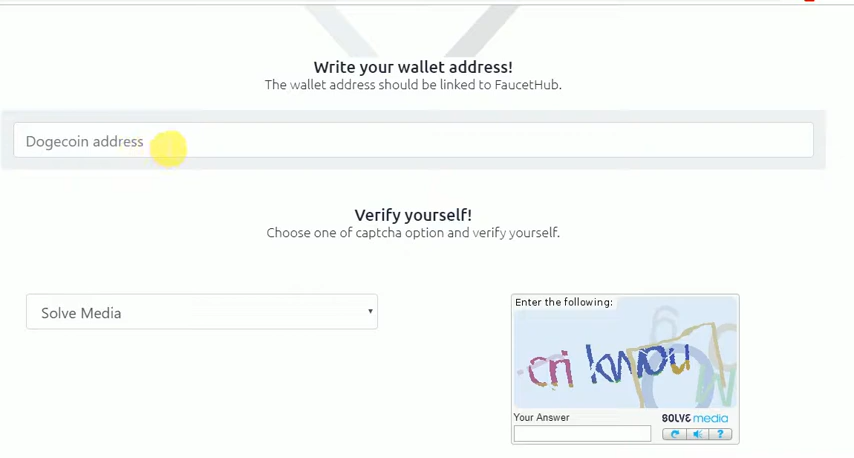 Write your wallet address!
The wallet address should be linked to FaucetHub.
Dogecoin address
Verify yourself!
Choose one of captcha option and verify yourself.
Solve Media
Enter the following:
Your Answer
SOLVE media
?